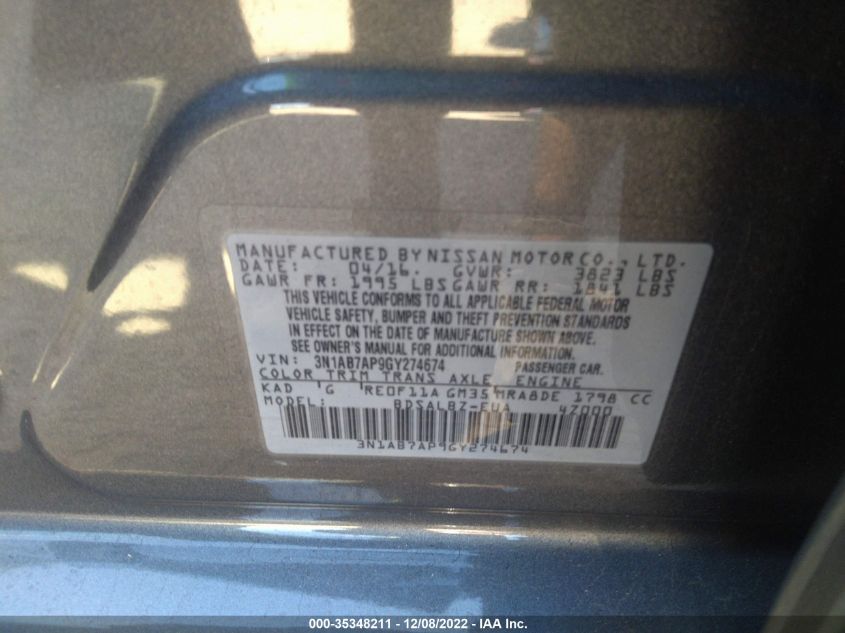 MANUFACTURED BY NISSAN MOTOR CO., LTD.
DATE: 04/16. GVWR: 3823 LBS
GAWR FR: 1995 LBS GAWR RR: 1841 LBS
THIS VEHICLE CONFORMS TO ALL APPLICABLE FEDERAL MOTOR
VEHICLE SAFETY, BUMPER AND THEFT PREVENTION STANDARDS
IN EFFECT ON THE DATE OF MANUFACTURE SHOWN ABOVE.
SEE OWNER'S MANUAL FOR ADDITIONAL INFORMATION.
VIN: 3N1AB7AP9GY274674 PASSENGER CAR.
COLOR TRIM TRANS AXLE ENGINE
KAD G RE0F11A GM35 MRA8DE 1798 CC
MODEL: BDSALBZ-EUA 4Z000
3N1AB7AP9GY274674
000-35348211 - 12/08/2022 - IAA Inc.